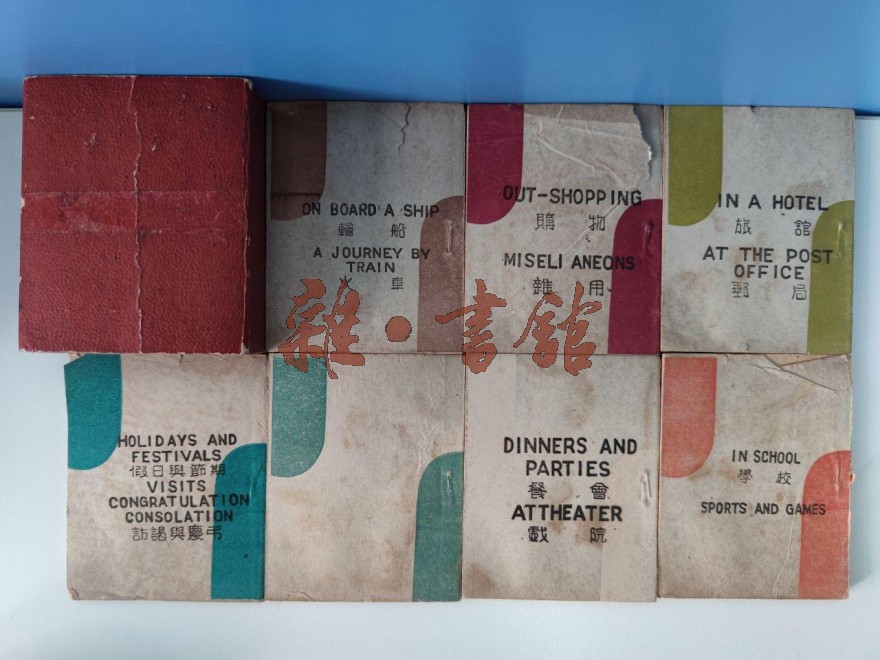 ON BOARD A SHIP
輪船
A JOURNEY BY
TRAIN
火車
OUT-SHOPPING
購物
MISELI ANEONS
雜用
IN A HOTEL
旅館
AT THE POST
OFFICE
郵局
雜·書館
HOLIDAYS AND
FESTIVALS
假日與節期
VISITS
CONGRATULATION
CONSOLATION
訪謁與慶弔
DINNERS AND
PARTIES
餐會
ATTHEATER
戲院
IN SCHOOL
學校
SPORTS AND GAMES